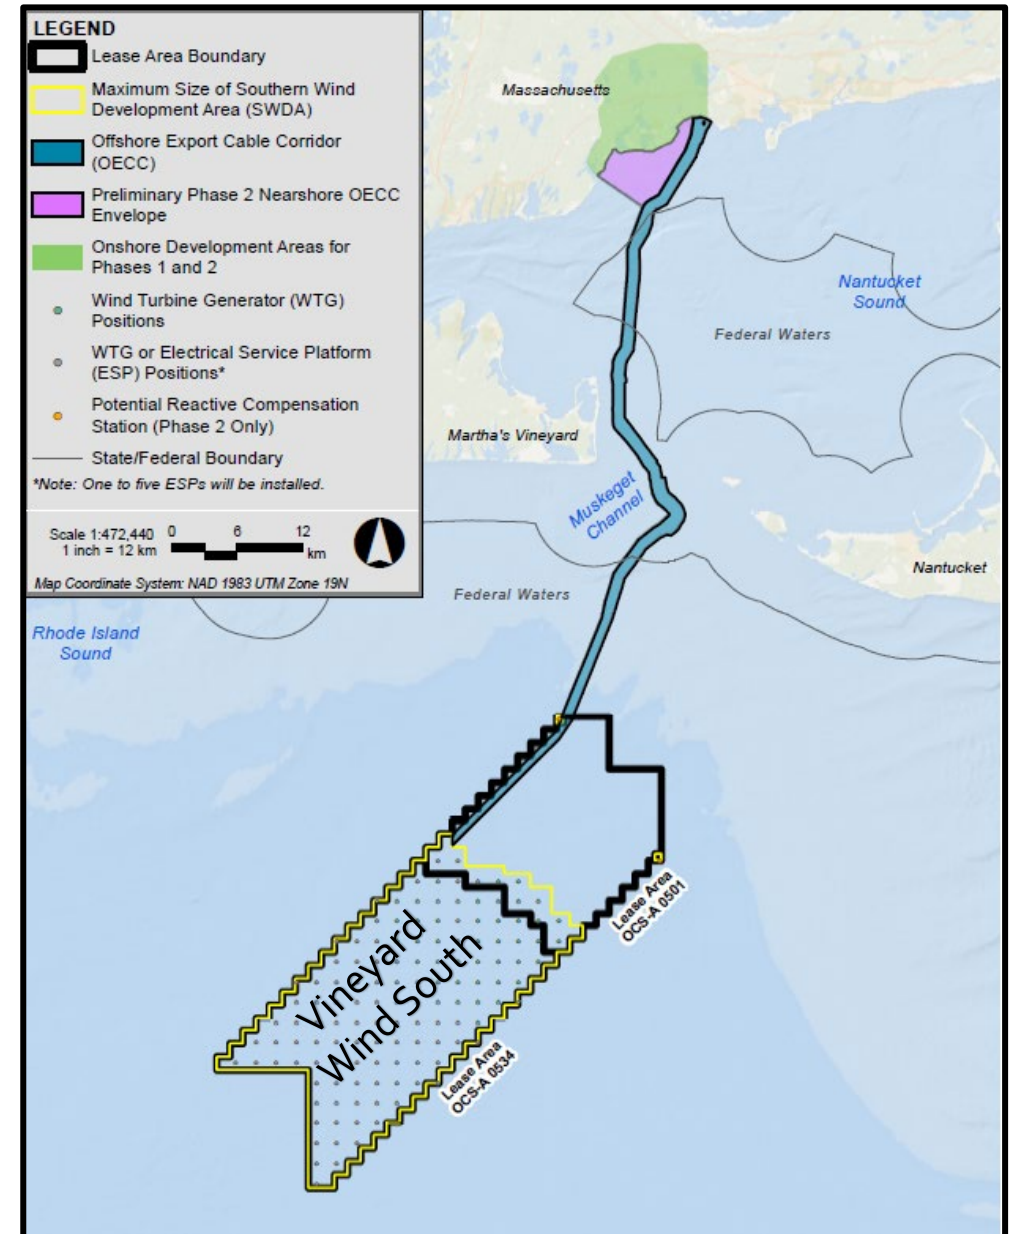 LEGEND
Lease Area Boundary
Maximum Size of Southern Wind
Development Area (SWDA)
Offshore Export Cable Corridor
(OECC)
Preliminary Phase 2 Nearshore OECC
Envelope
Onshore Development Areas for
Phases 1 and 2
Wind Turbine Generator (WTG)
Positions
WTG or Electrical Service Platform
(ESP) Positions*
Potential Reactive Compensation
Station (Phase 2 Only)
State/Federal Boundary
*Note: One to five ESPs will be installed.
Scale 1:472,440
1 inch = 12 km
0 6 12
km
Map Coordinate System: NAD 1983 UTM Zone 19N
Massachusetts
Nantucket
Sound
Federal Waters
Martha's Vineyard
Muskeget
Channel
Nantucket
Federal Waters
Rhode Island
Sound
Lease Area
OCS-A 0501
Vineyard
Wind South
Lease Area
OCS-A 0534